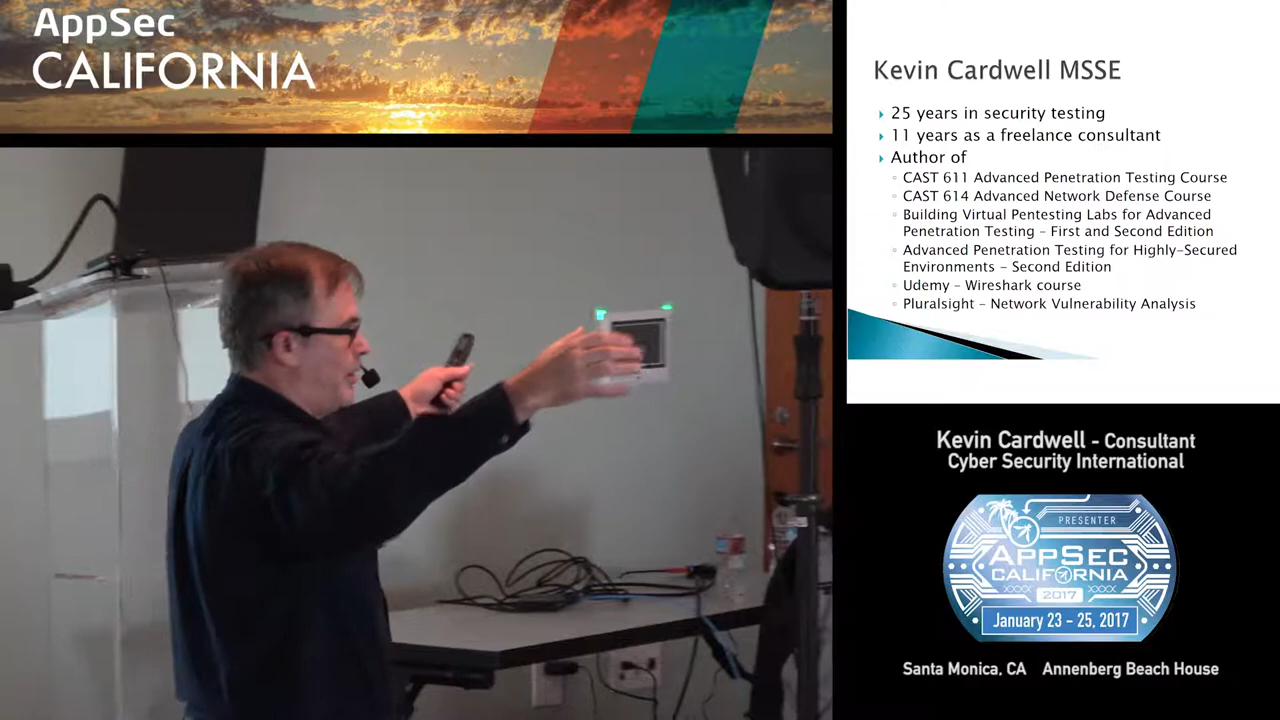 AppSec
CALIFORNIA
Kevin Cardwell MSSE
25 years in security testing
11 years as a freelance consultant
Author of
CAST 611 Advanced Penetration Testing Course
CAST 614 Advanced Network Defense Course
Building Virtual Pentesting Labs for Advanced
Penetration Testing – First and Second Edition
Advanced Penetration Testing for Highly-Secured
Environments – Second Edition
Udemy – Wireshark course
Pluralsight – Network Vulnerability Analysis
Kevin Cardwell - Consultant
Cyber Security International
PRESENTER
APPSEC
CALIFORNIA
XXXX 2017 XXXX
January 23 - 25, 2017
Santa Monica, CA Annenberg Beach House